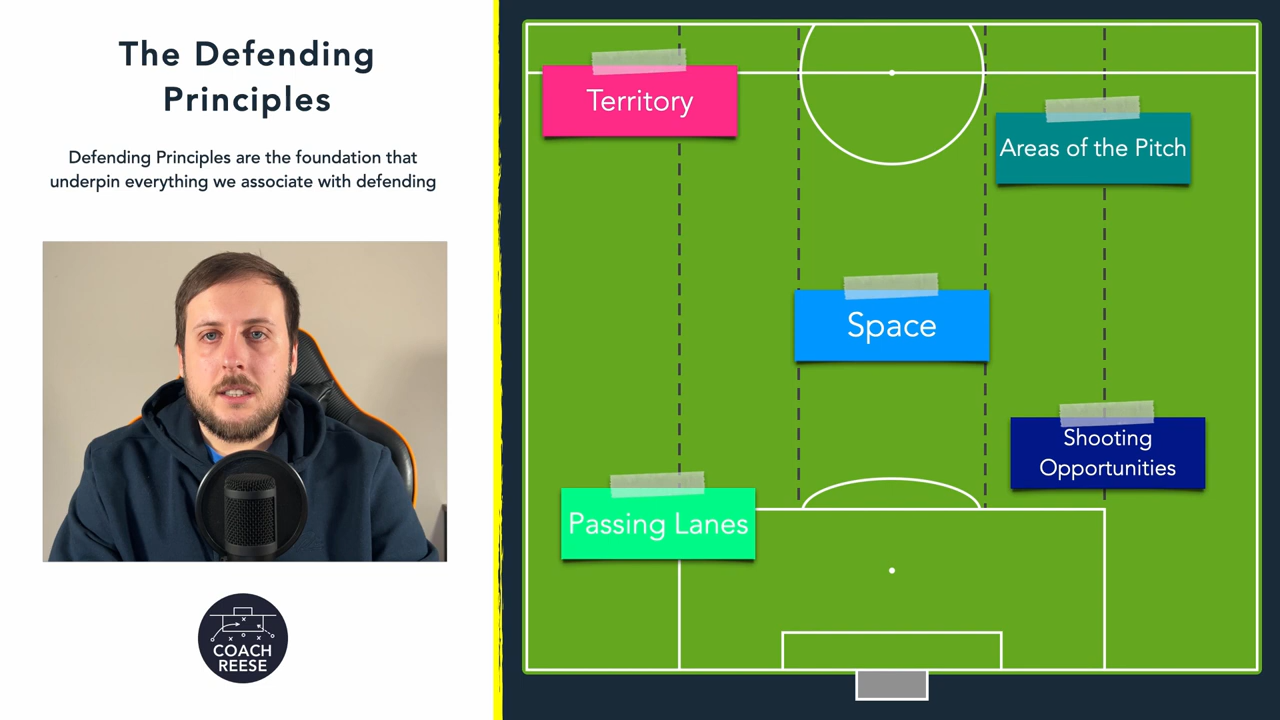 The Defending
Principles
Defending Principles are the foundation that
underpin everything we associate with defending
COACH
REESE
Territory
Areas of the Pitch
Space
Shooting
Opportunities
Passing Lanes